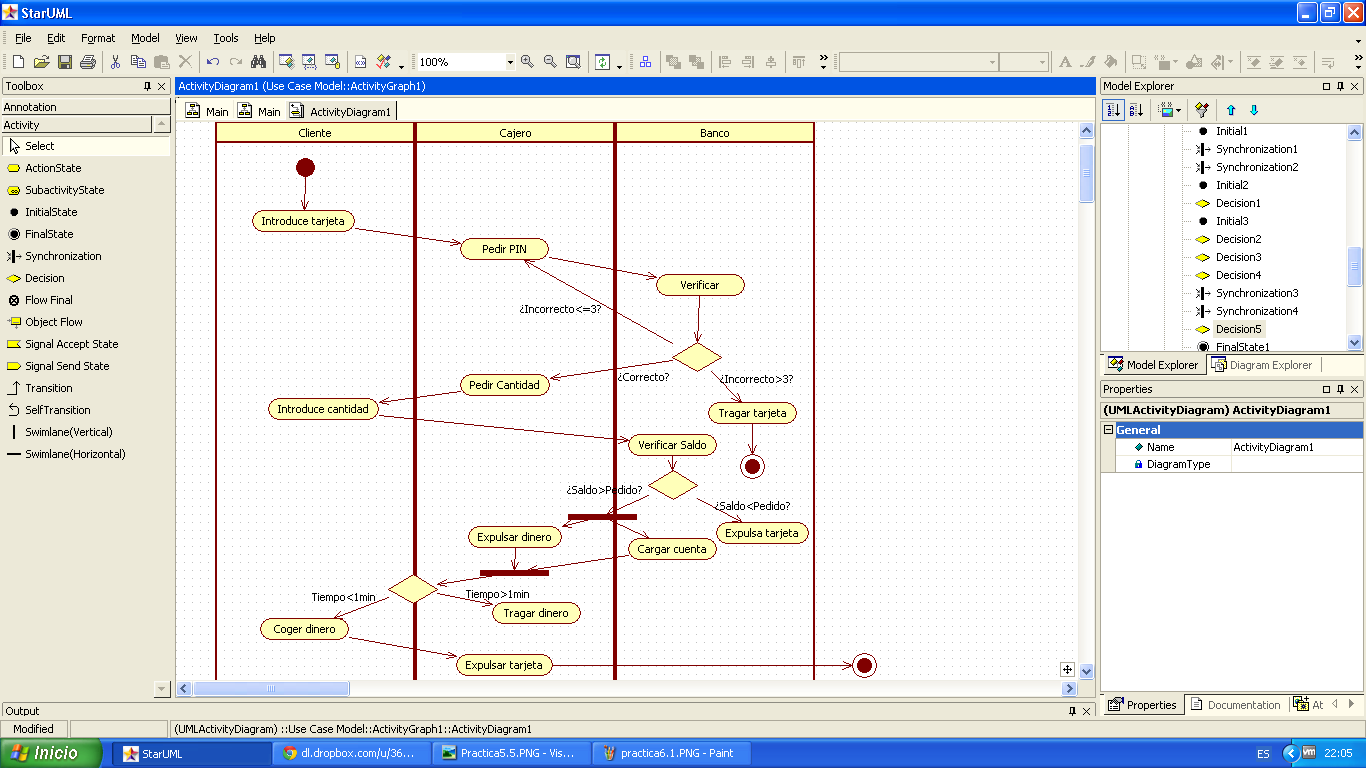 StarUML
File Edit Format Model View Tools Help
100%
Toolbox
Annotation
Activity
Select
ActionState
SubactivityState
InitialState
FinalState
Synchronization
Decision
Flow Final
Object Flow
Signal Accept State
Signal Send State
Transition
SelfTransition
Swimlane(Vertical)
Swimlane(Horizontal)
ActivityDiagram1 (Use Case Model::ActivityGraph1)
Main Main ActivityDiagram1
Cliente Cajero Banco
Introduce tarjeta
Pedir PIN
Verificar
¿Incorrecto<=3?
¿Correcto?
¿Incorrecto>3?
Pedir Cantidad
Introduce cantidad
Tragar tarjeta
Verificar Saldo
¿Saldo>Pedido?
¿Saldo<Pedido?
Expulsar dinero
Expulsa tarjeta
Cargar cuenta
Tiempo<1min
Tiempo>1min
Tragar dinero
Coger dinero
Expulsar tarjeta
Model Explorer
Initial1
Synchronization1
Synchronization2
Initial2
Decision1
Initial3
Decision2
Decision3
Decision4
Synchronization3
Synchronization4
Decision5
FinalState1
Model Explorer Diagram Explorer
Properties
(UMLActivityDiagram) ActivityDiagram1
General
Name ActivityDiagram1
DiagramType
Properties Documentation At
Output
Modified
(UMLActivityDiagram) ::Use Case Model::ActivityGraph1::ActivityDiagram1
Inicio
StarUML
dl.dropbox.com/u/36...
Practica5.5.PNG - Vis...
practica6.1.PNG - Paint
ES
22:05